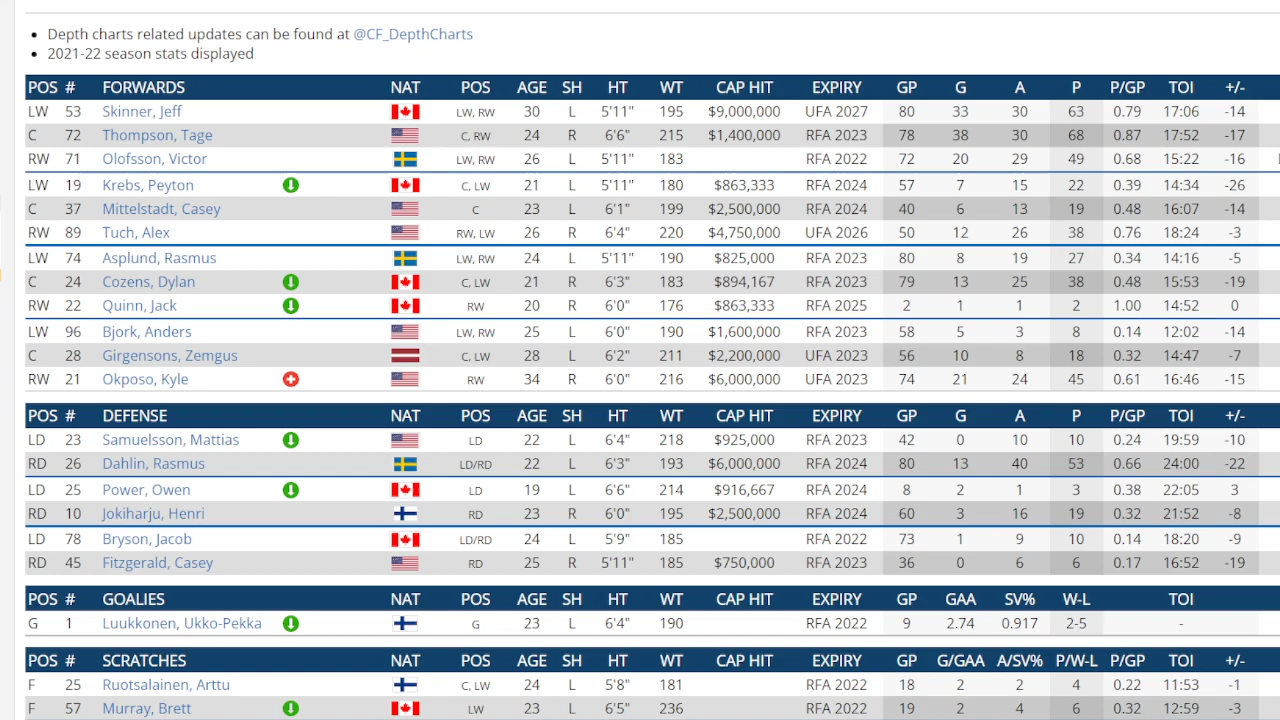 Depth charts related updates can be found at @CF_DepthCharts
2021-22 season stats displayed
POS # FORWARDS NAT POS AGE SH HT WT CAP HIT EXPIRY GP G A P P/GP TOI +/-
LW 53 Skinner, Jeff LW, RW 30 L 5'11" 195 $9,000,000 UFA 2027 80 33 30 63 0.79 17:06 -14
C 72 Thompson, Tage C, RW 24 R 6'6" 215 $1,400,000 RFA 2023 78 38 30 68 0.87 17:52 -17
RW 71 Olofsson, Victor LW, RW 26 L 5'11" 183 RFA 2022 72 20 29 49 0.68 15:22 -16
LW 19 Krebs, Peyton C, LW 21 L 5'11" 180 $863,333 RFA 2024 57 7 15 22 0.39 14:34 -26
C 37 Mittelstadt, Casey C 23 L 6'1" 199 $2,500,000 RFA 2024 40 6 13 19 0.48 16:07 -14
RW 89 Tuch, Alex RW, LW 26 R 6'4" 220 $4,750,000 UFA 2026 50 12 26 38 0.76 18:24 -3
LW 74 Asplund, Rasmus LW, RW 24 L 5'11" 190 $825,000 RFA 2023 80 8 19 27 0.34 14:16 -5
C 24 Cozens, Dylan C, LW 21 R 6'3" 183 $894,167 RFA 2023 79 13 25 38 0.48 15:53 -19
RW 22 Quinn, Jack RW 20 R 6'0" 176 $863,333 RFA 2025 2 1 1 2 1.00 14:52 0
LW 96 Bjork, Anders LW, RW 25 L 6'0" 190 $1,600,000 RFA 2023 58 5 3 8 0.14 12:02 -14
C 28 Girgensons, Zemgus C, LW 28 L 6'2" 211 $2,200,000 UFA 2023 56 10 8 18 0.32 14:47 -7
RW 21 Okposo, Kyle RW 34 R 6'0" 216 $6,000,000 UFA 2023 74 21 24 45 0.61 16:46 -15
POS # DEFENSE NAT POS AGE SH HT WT CAP HIT EXPIRY GP G A P P/GP TOI +/-
LD 23 Samuelsson, Mattias LD 22 L 6'4" 218 $925,000 RFA 2023 42 0 10 10 0.24 19:59 -10
RD 26 Dahlin, Rasmus LD/RD 22 L 6'3" 193 $6,000,000 RFA 2024 80 13 40 53 0.66 24:00 -22
LD 25 Power, Owen LD 19 L 6'6" 214 $916,667 RFA 2024 8 2 1 3 0.38 22:05 3
RD 10 Jokiharju, Henri RD 23 R 6'0" 195 $2,500,000 RFA 2024 60 3 16 19 0.32 21:52 -8
LD 78 Bryson, Jacob LD/RD 24 L 5'9" 185 RFA 2022 73 1 9 10 0.14 18:20 -9
RD 45 Fitzgerald, Casey RD 25 R 5'11" 185 $750,000 RFA 2023 36 0 6 6 0.17 16:52 -19
POS # GOALIES NAT POS AGE SH HT WT CAP HIT EXPIRY GP GAA SV% W-L TOI
G 1 Luukkonen, Ukko-Pekka G 23 L 6'4" 190 RFA 2022 9 2.74 0.917 2-5 -
POS # SCRATCHES NAT POS AGE SH HT WT CAP HIT EXPIRY GP G/GAA A/SV% P/W-L P/GP TOI +/-
F 25 Ruotsalainen, Arttu C, LW 24 L 5'8" 181 RFA 2022 18 2 2 4 0.22 11:53 -1
F 57 Murray, Brett LW 23 L 6'5" 236 RFA 2022 19 2 4 6 0.32 12:59 -3